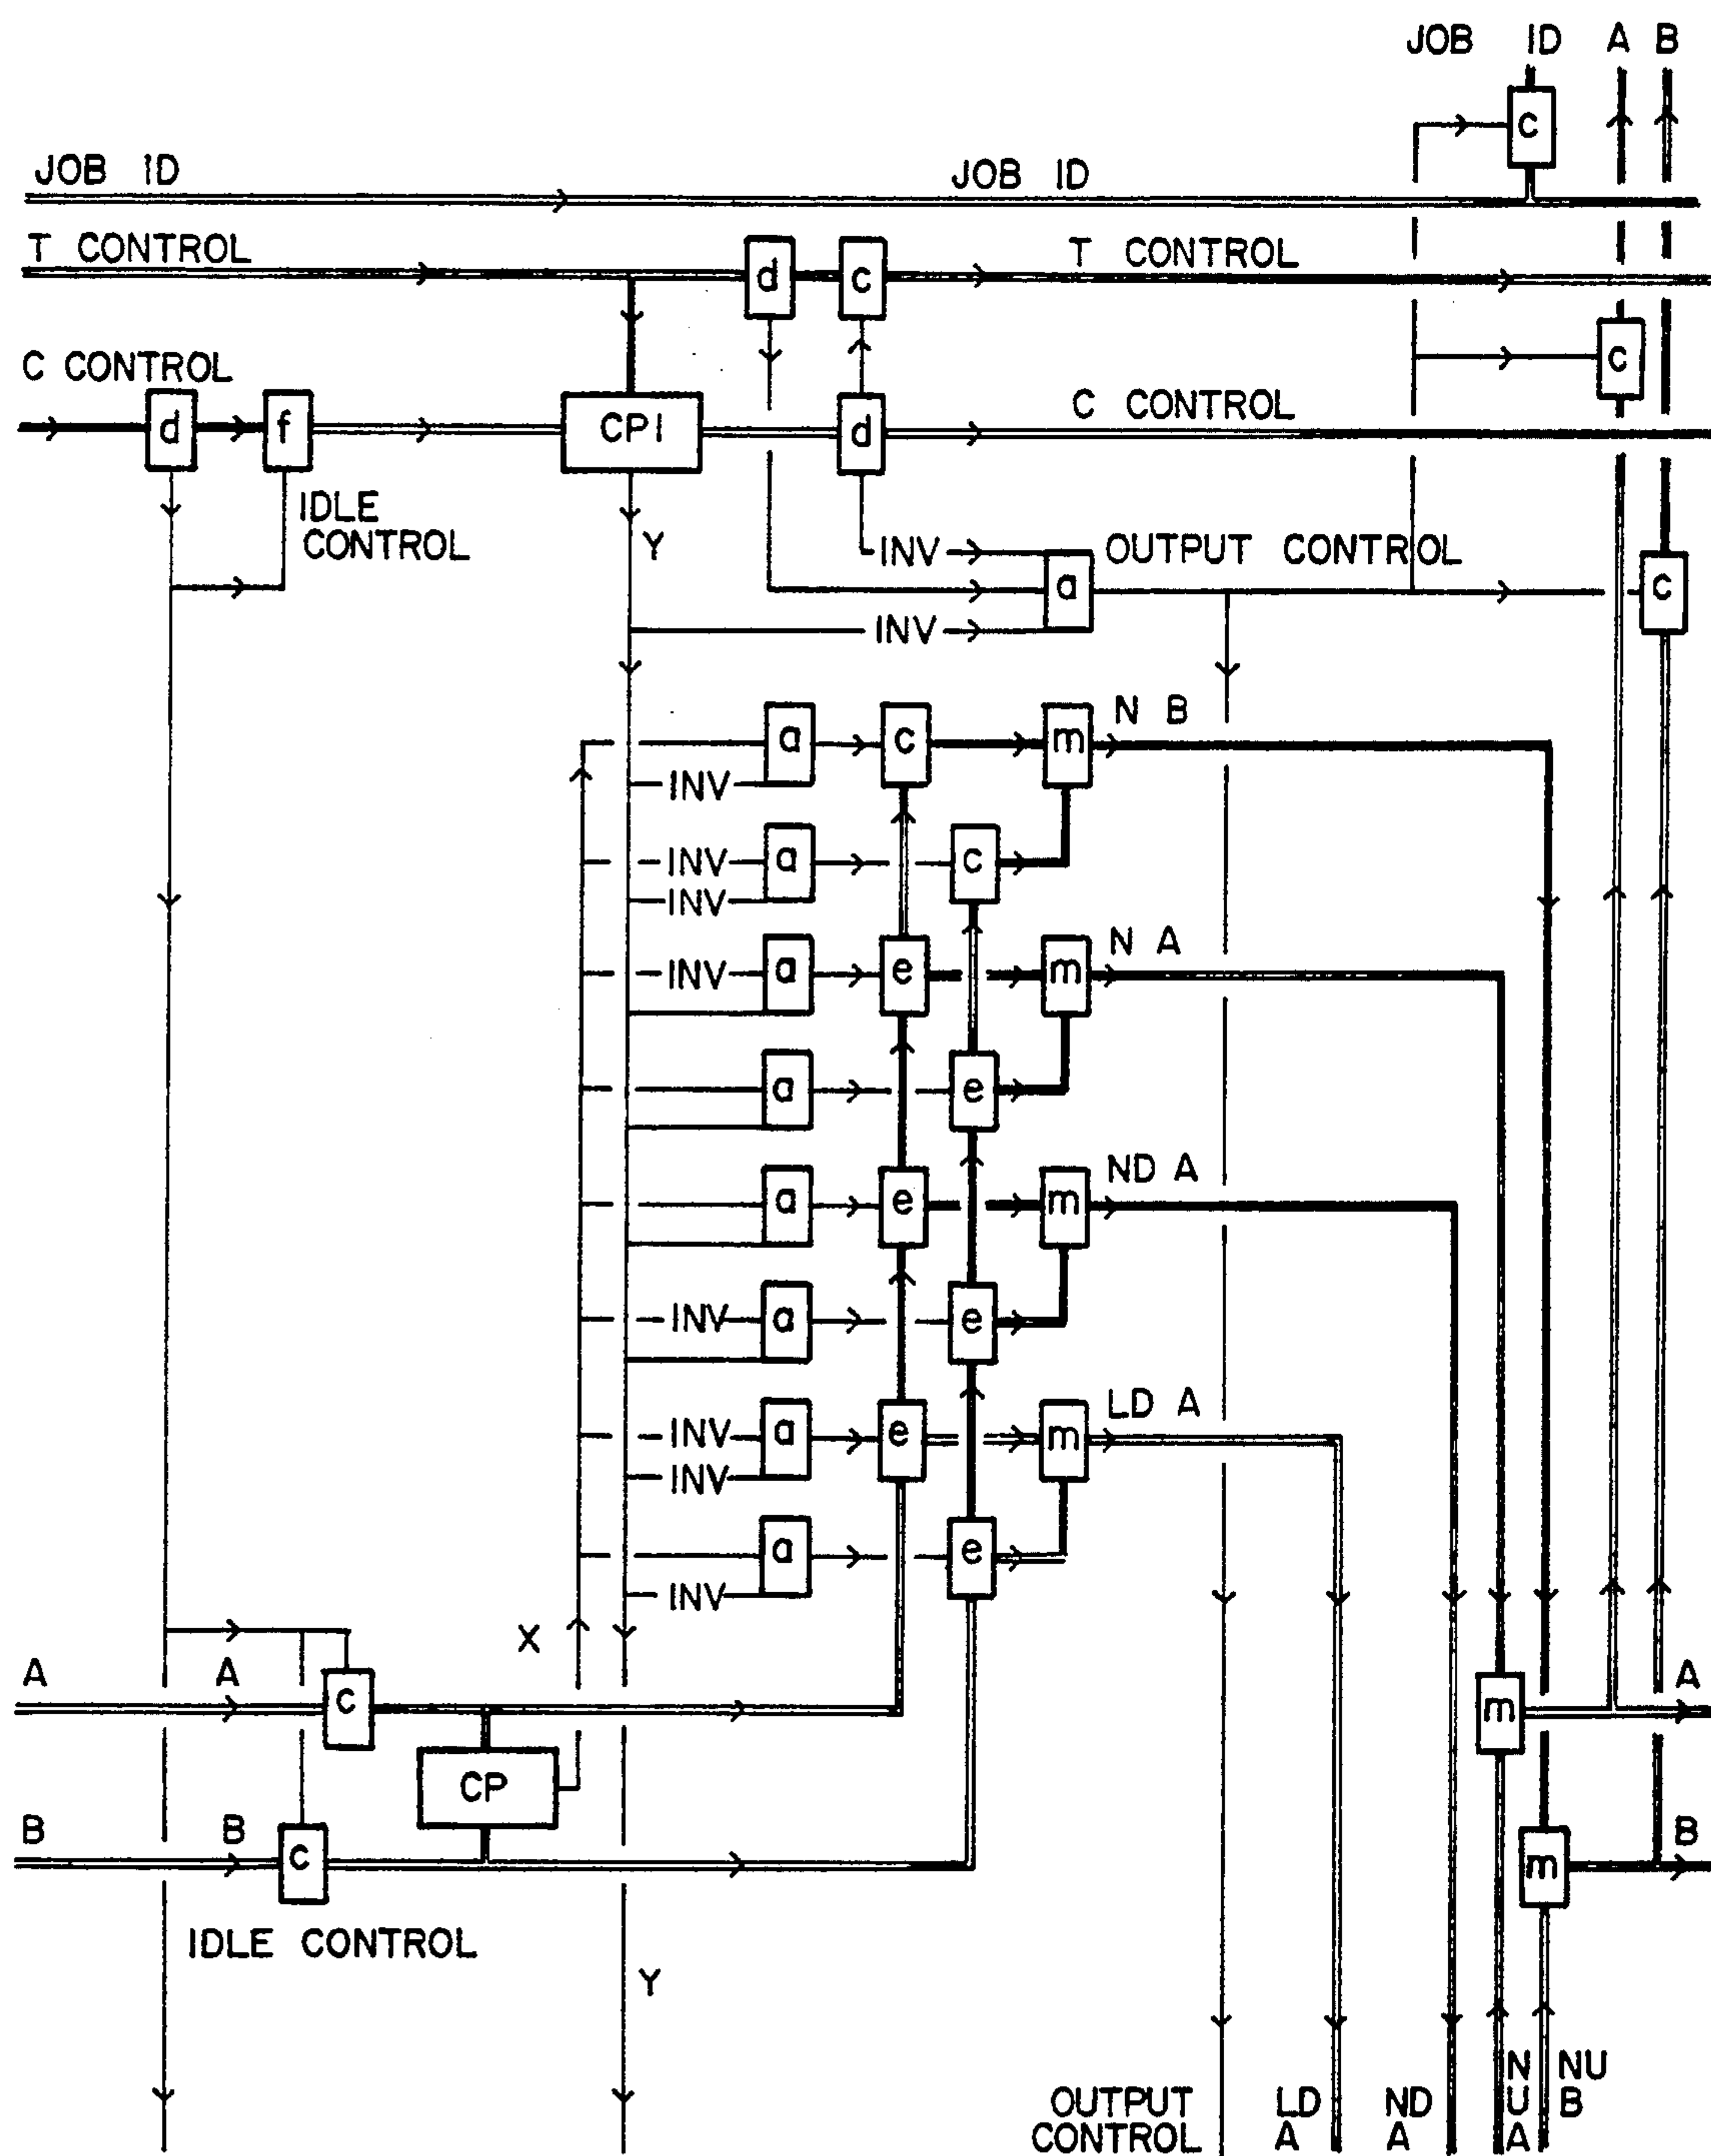 JOB ID A B
c
JOB ID JOB ID
T CONTROL T CONTROL
d c
C CONTROL c
C CONTROL
d f CPI d
IDLE
CONTROL
Y INV OUTPUT CONTROL
a c
INV
a c m N B
INV
INV a c
INV
INV a e m N A
a e
a e m ND A
INV a e
INV a e m LD A
INV
a e
INV
X
A A A
c m
CP
B B B
c m
IDLE CONTROL
Y
OUTPUT
CONTROL
LD
A
ND
A
N
U
A
NU
B